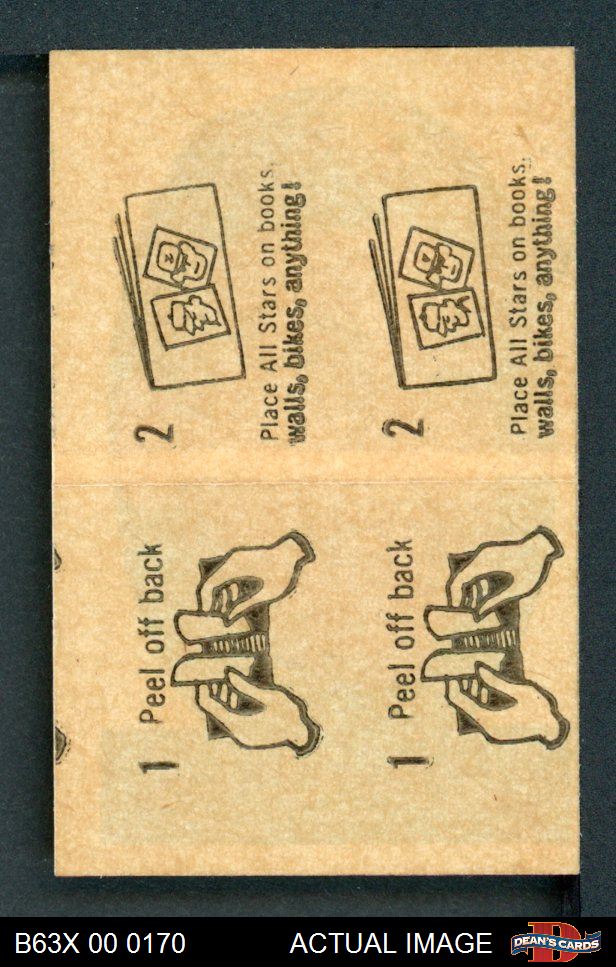 1 Peel off back
2
Place All Stars on books,
walls, bikes, anything!
1 Peel off back
2
Place All Stars on books,
walls, bikes, anything!
B63X 00 0170 ACTUAL IMAGE
DEAN'S CARDS